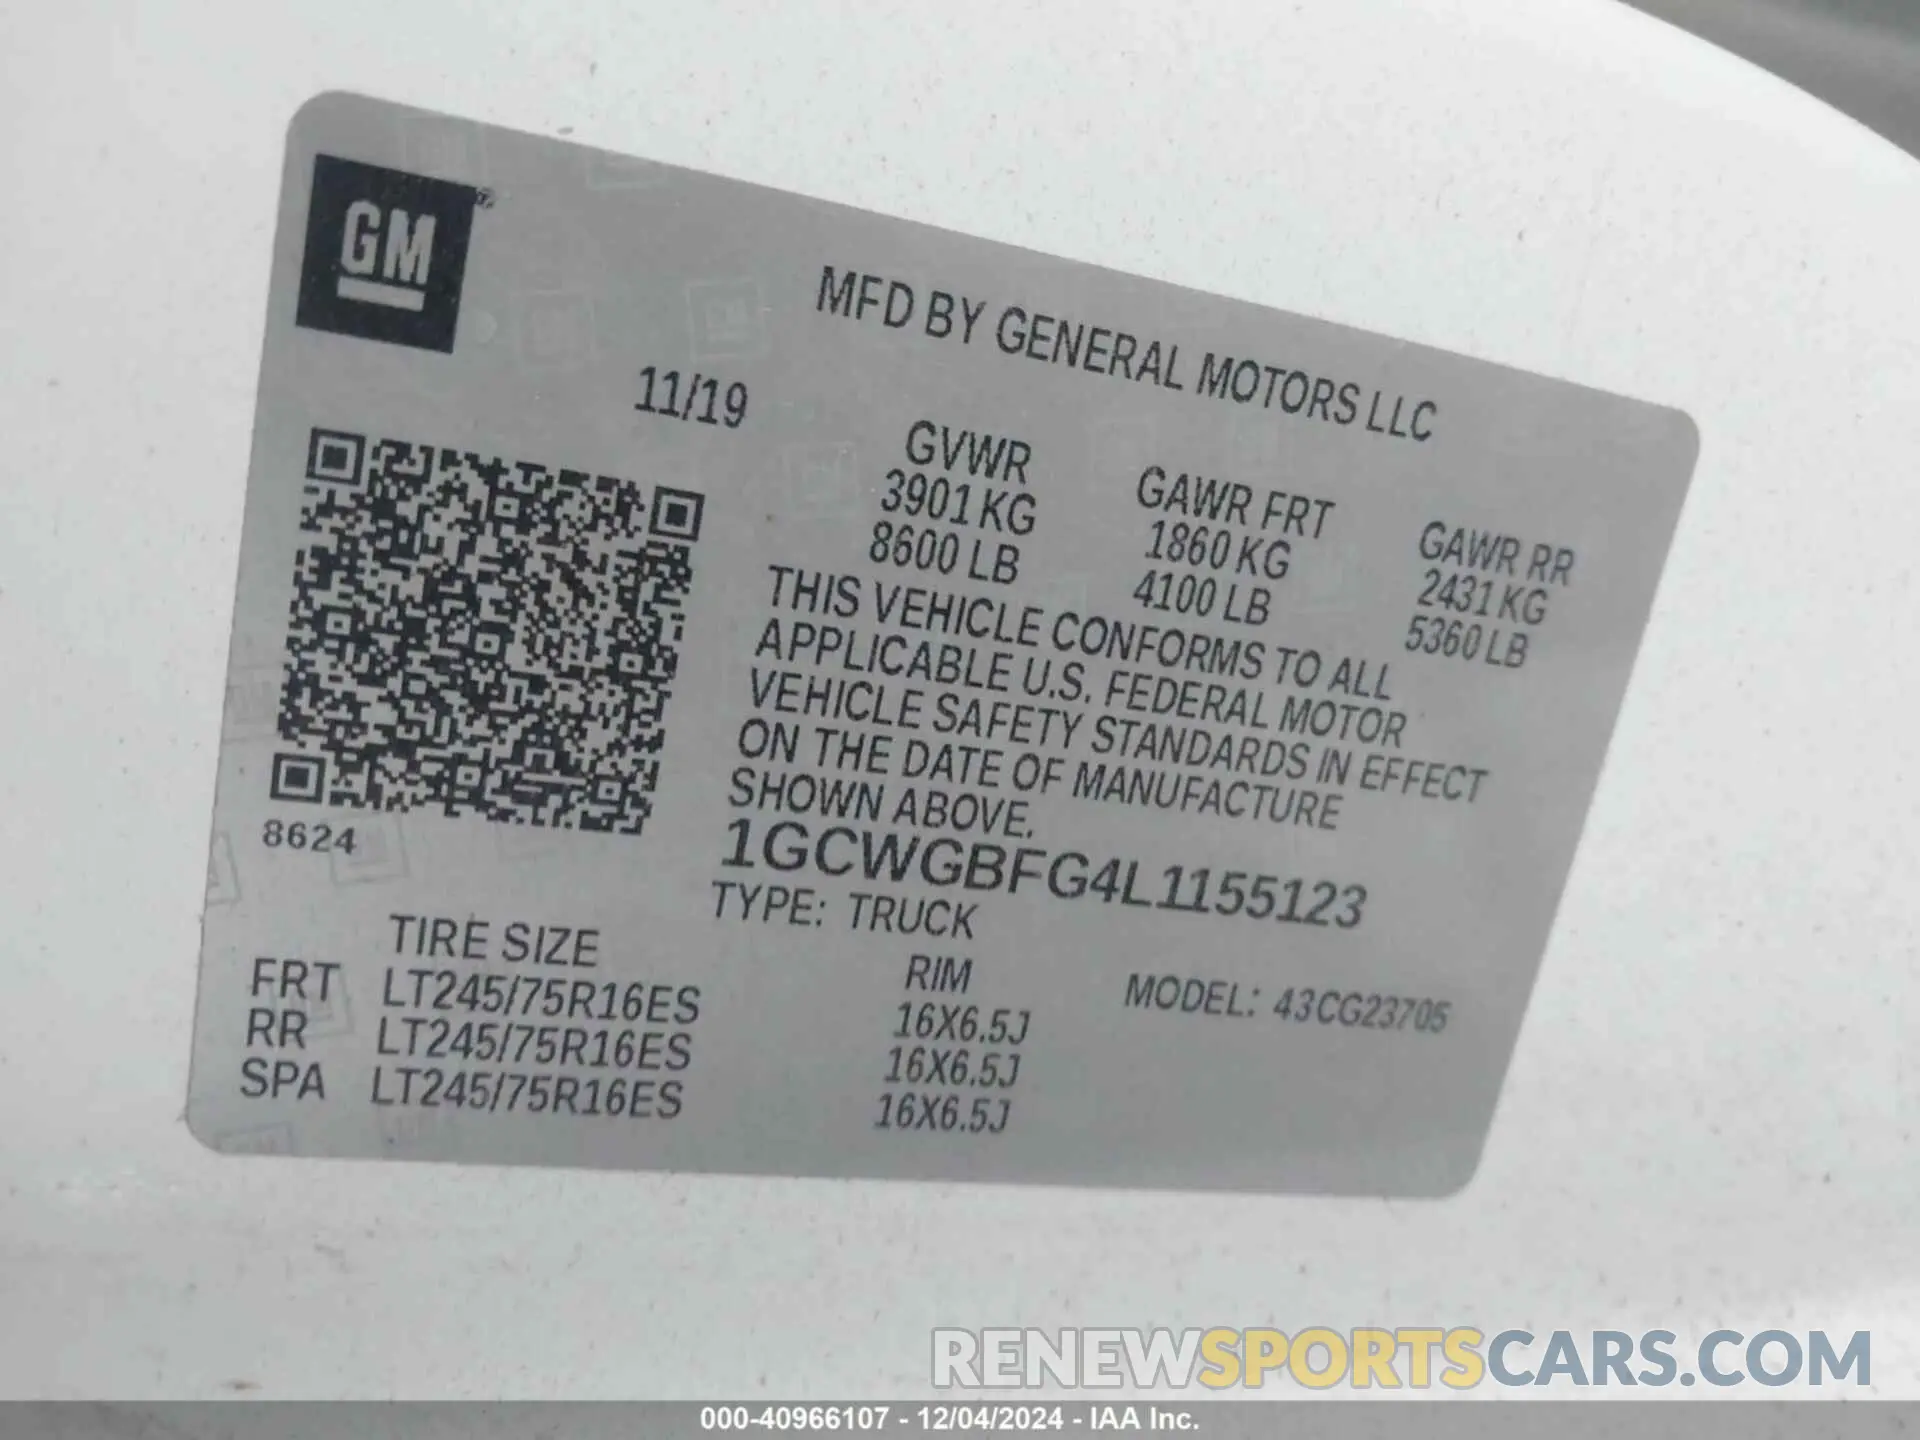 GM
MFD BY GENERAL MOTORS LLC
11/19
GVWR GAWR FRT GAWR RR
3901 KG 1860 KG 2431 KG
8600 LB 4100 LB 5360 LB
THIS VEHICLE CONFORMS TO ALL
APPLICABLE U.S. FEDERAL MOTOR
VEHICLE SAFETY STANDARDS IN EFFECT
ON THE DATE OF MANUFACTURE
SHOWN ABOVE.
8624
1GCWGBFG4L1155123
TYPE: TRUCK
MODEL: 43CG23705
TIRE SIZE RIM
FRT LT245/75R16ES 16X6.5J
RR LT245/75R16ES 16X6.5J
SPA LT245/75R16ES 16X6.5J
RENEWSPORTSCARS.COM
000-40966107 - 12/04/2024 - IAA Inc.